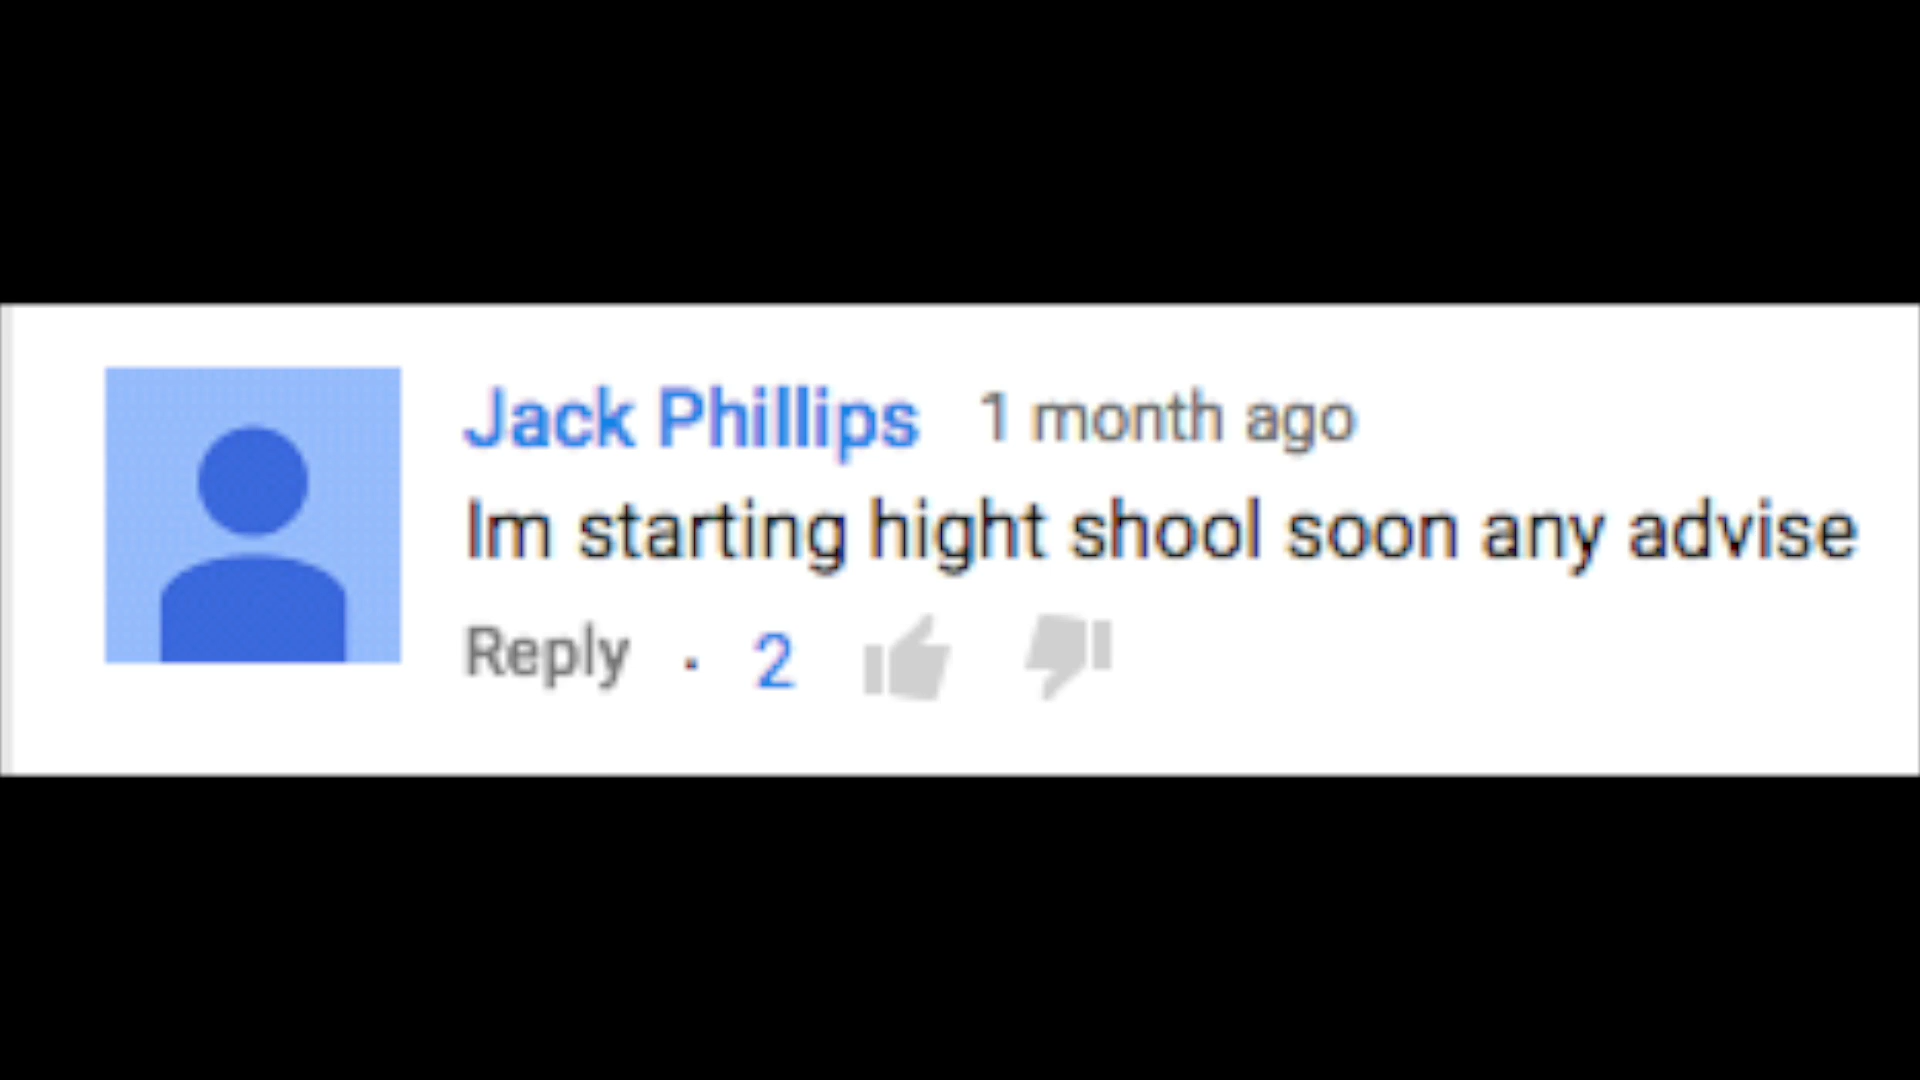 Jack Phillips 1 month ago
Im starting hight shool soon any advise
Reply · 2